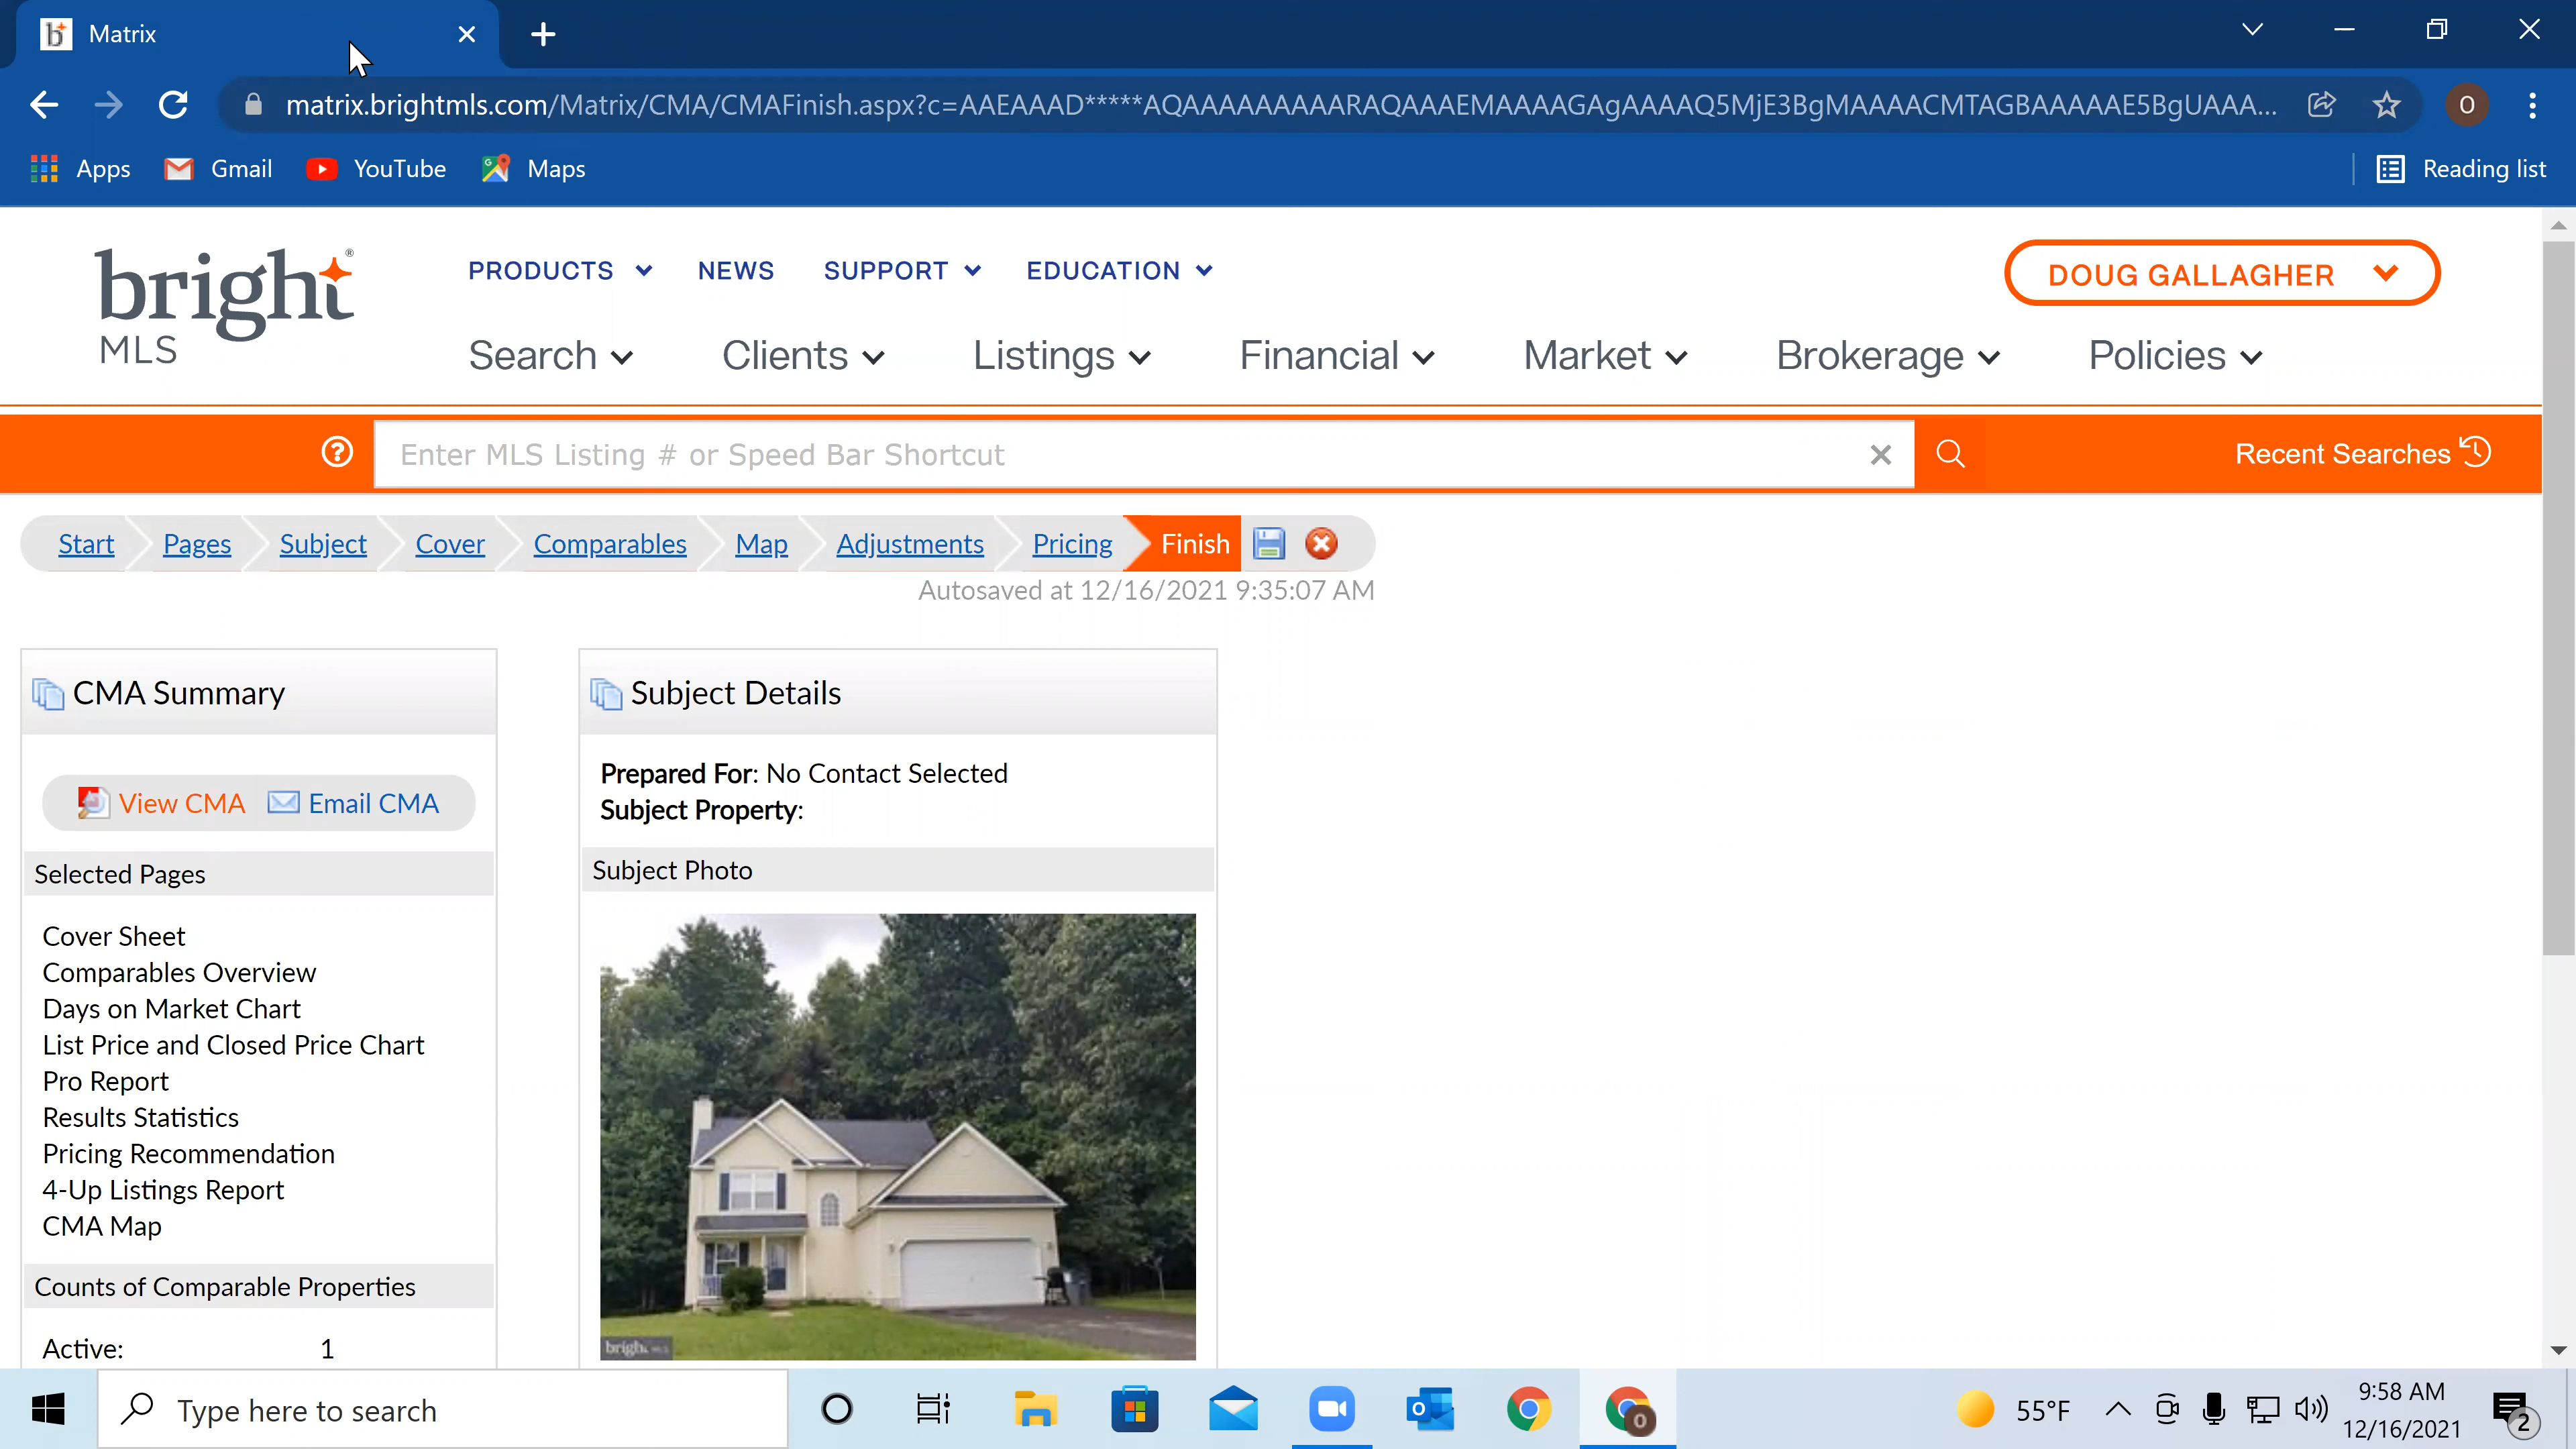 Matrix
matrix.brightmls.com/Matrix/CMA/CMAFinish.aspx?c=AAEAAAD*****AQAAAAAAAAARAQAAAEMAAAAGAgAAAAQ5MjE3BgMAAAACMTAGBAAAAAE5BgUAAA...
O
Apps
Gmail
YouTube
Maps
Reading list
bright®
MLS
PRODUCTS
NEWS
SUPPORT
EDUCATION
DOUG GALLAGHER
Search
Clients
Listings
Financial
Market
Brokerage
Policies
Enter MLS Listing # or Speed Bar Shortcut
Recent Searches
Start
Pages
Subject
Cover
Comparables
Map
Adjustments
Pricing
Finish
Autosaved at 12/16/2021 9:35:07 AM
CMA Summary
View CMA
Email CMA
Selected Pages
Cover Sheet
Comparables Overview
Days on Market Chart
List Price and Closed Price Chart
Pro Report
Results Statistics
Pricing Recommendation
4-Up Listings Report
CMA Map
Counts of Comparable Properties
Active: 1
Subject Details
Prepared For: No Contact Selected
Subject Property:
Subject Photo
bright MLS
Type here to search
55°F
9:58 AM
12/16/2021
2